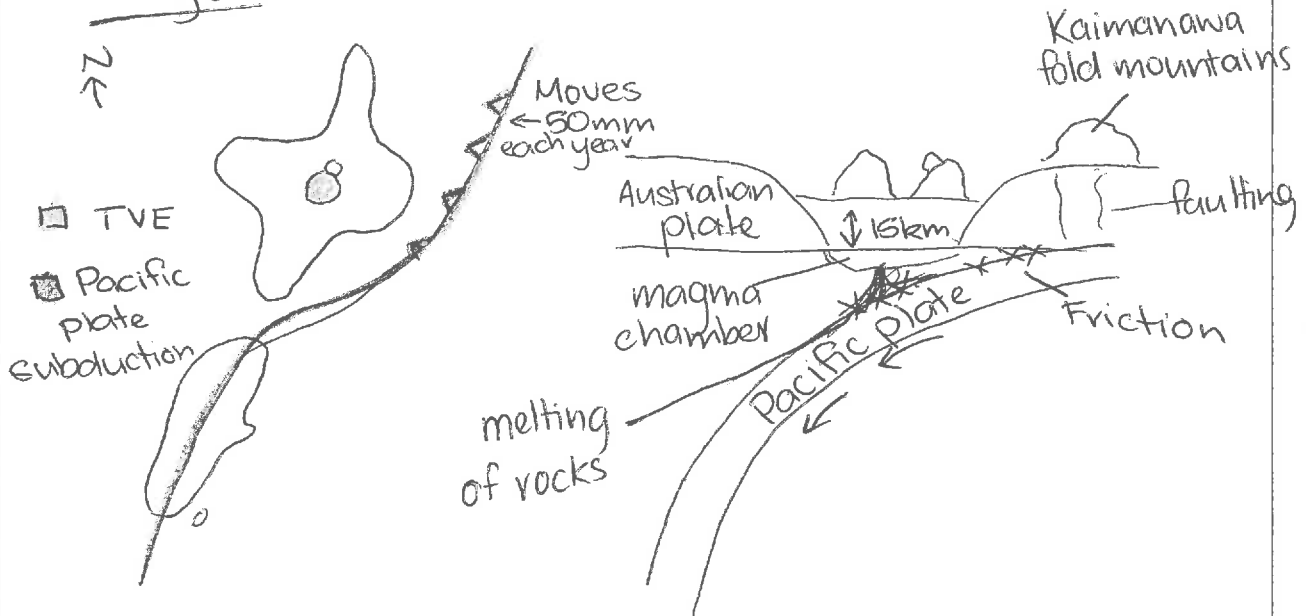 N
Moves
←50mm
each year
TVE
Pacific
plate
subduction
Kaimanawa
fold mountains
Australian
plate
15km
faulting
magma
chamber
Pacific Plate
Friction
melting
of rocks